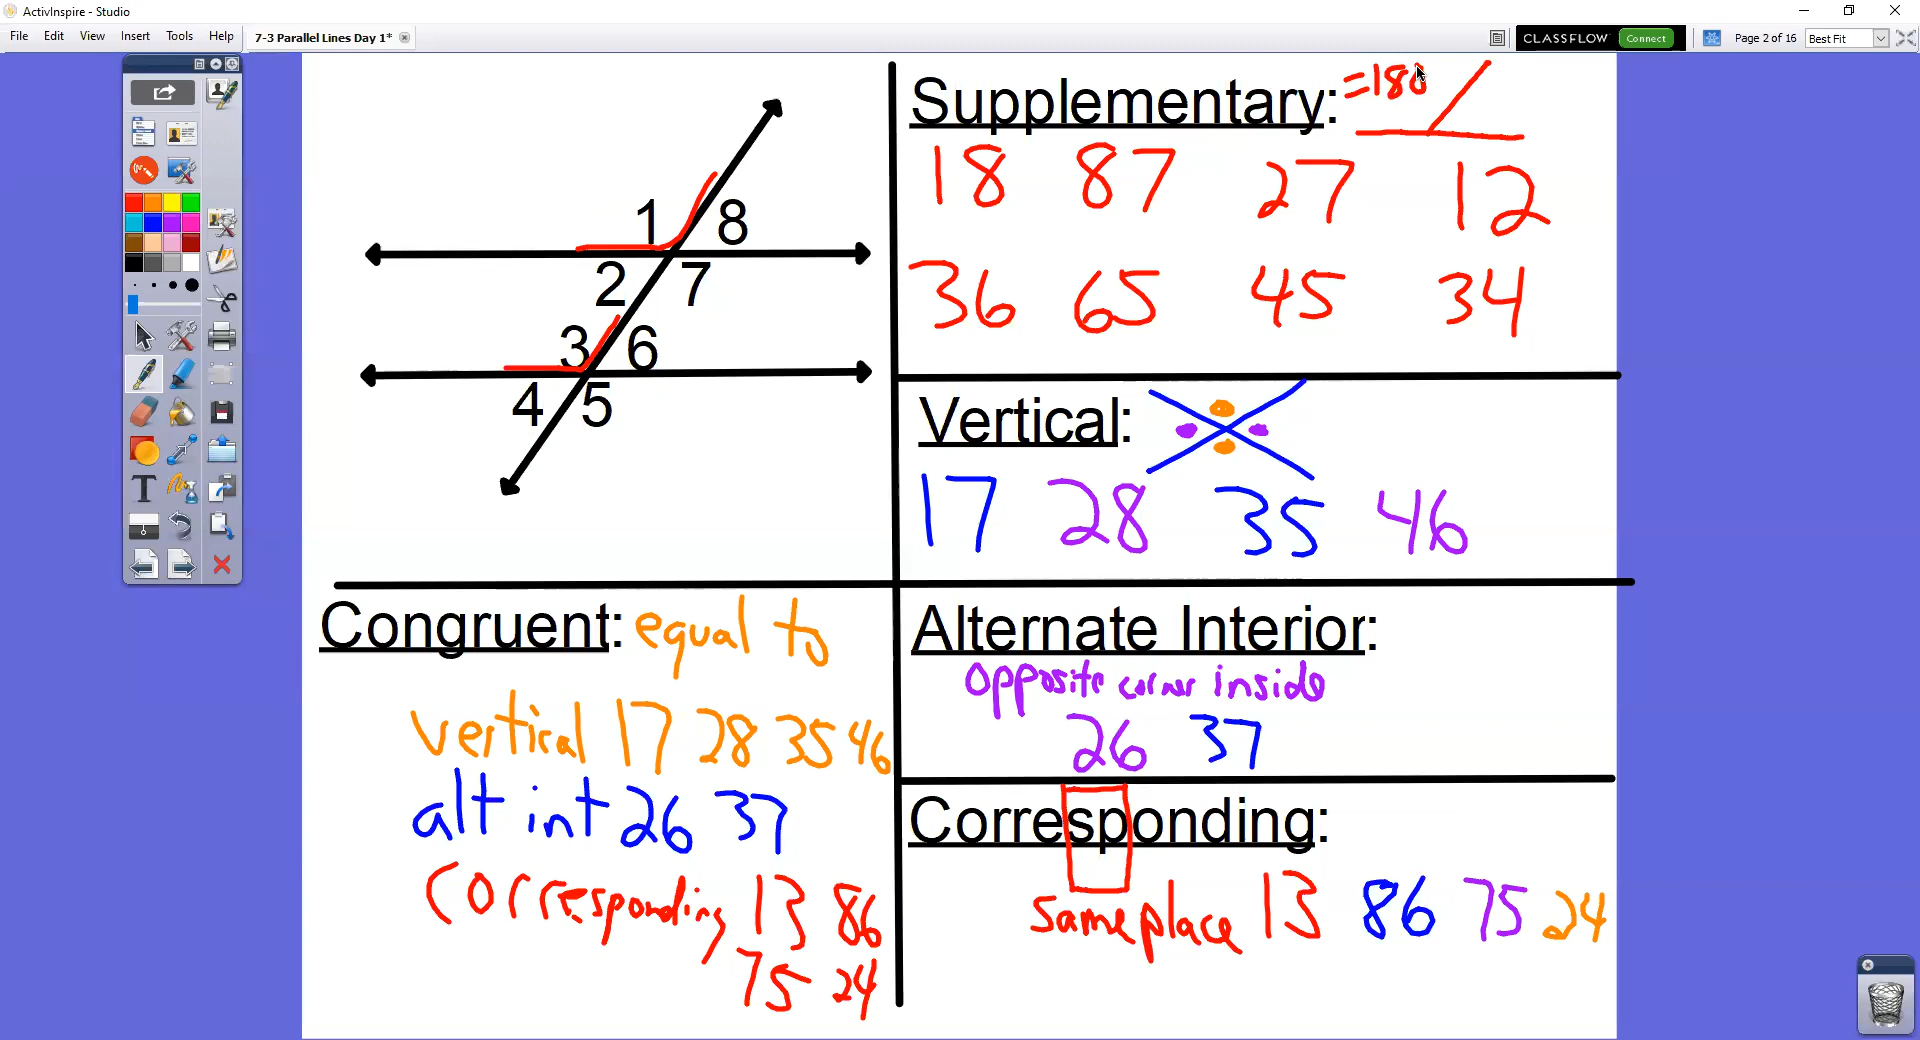 ActivInspire - Studio
File Edit View Insert Tools Help
7-3 Parallel Lines Day 1*
CLASSFLOW Connect
Page 2 of 16
Best Fit
1 8
2 7
3 6
4 5
Supplementary: =180
18 87 27 12
36 65 45 34
Vertical:
17 28 35 46
Congruent: equal to
vertical 17 28 35 46
alt int 26 37
corresponding 13 86
75 24
Alternate Interior:
opposite corner inside
26 37
Corresponding:
same place 13 86 75 24